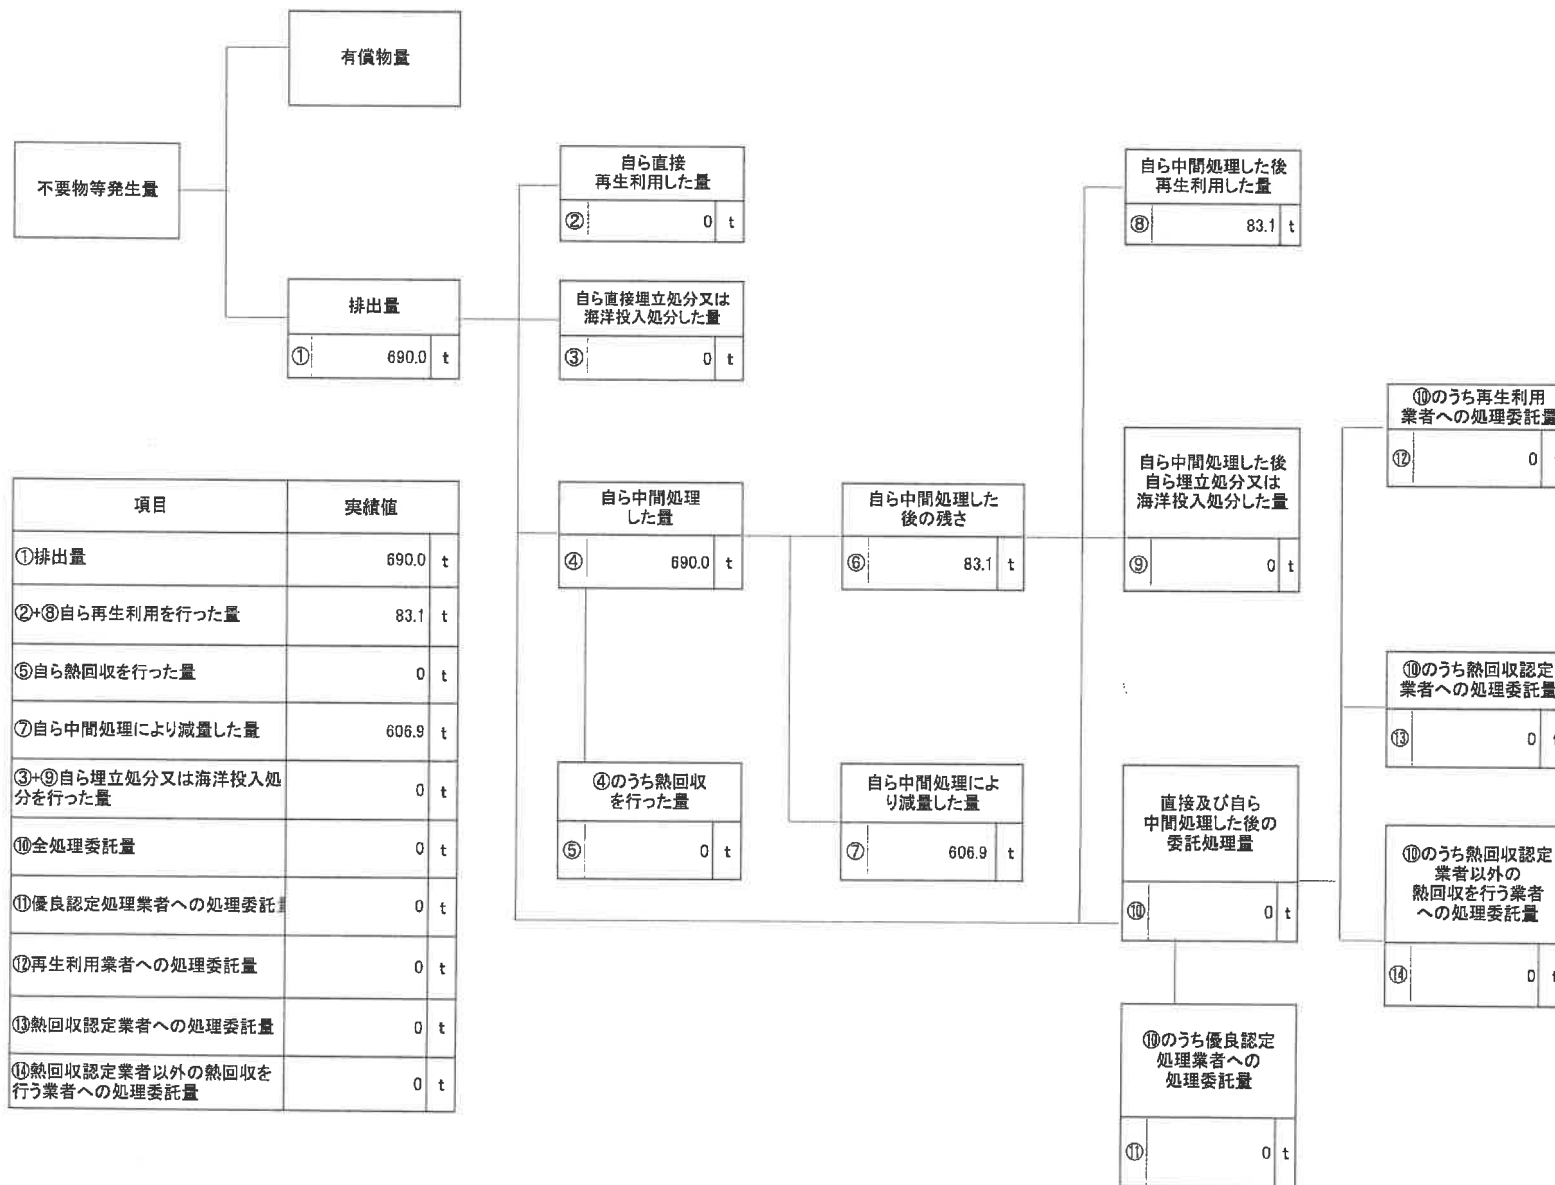 有償物量
不要物等発生量
排出量
① 690.0 t
自ら直接
再生利用した量
② 0 t
自ら直接埋立処分又は
海洋投入処分した量
③ 0 t
自ら中間処理
した量
④ 690.0 t
④のうち熱回収
を行った量
⑤ 0 t
自ら中間処理した
後の残さ
⑥ 83.1 t
自ら中間処理によ
り減量した量
⑦ 606.9 t
自ら中間処理した後
再生利用した量
⑧ 83.1 t
自ら中間処理した後
自ら埋立処分又は
海洋投入処分した量
⑨ 0 t
直接及び自ら
中間処理した後の
委託処理量
⑩ 0 t
⑩のうち優良認定
処理業者への
処理委託量
⑪ 0 t
⑩のうち再生利用
業者への処理委託量
⑫ 0
⑩のうち熱回収認定
業者への処理委託量
⑬ 0
⑩のうち熱回収認定
業者以外の
熱回収を行う業者
への処理委託量
⑭ 0
項目 実績値
①排出量 690.0 t
②+⑧自ら再生利用を行った量 83.1 t
⑤自ら熱回収を行った量 0 t
⑦自ら中間処理により減量した量 606.9 t
③+⑨自ら埋立処分又は海洋投入処
分を行った量 0 t
⑩全処理委託量 0 t
⑪優良認定処理業者への処理委託 0 t
⑫再生利用業者への処理委託量 0 t
⑬熱回収認定業者への処理委託量 0 t
⑭熱回収認定業者以外の熱回収を
行う業者への処理委託量 0 t